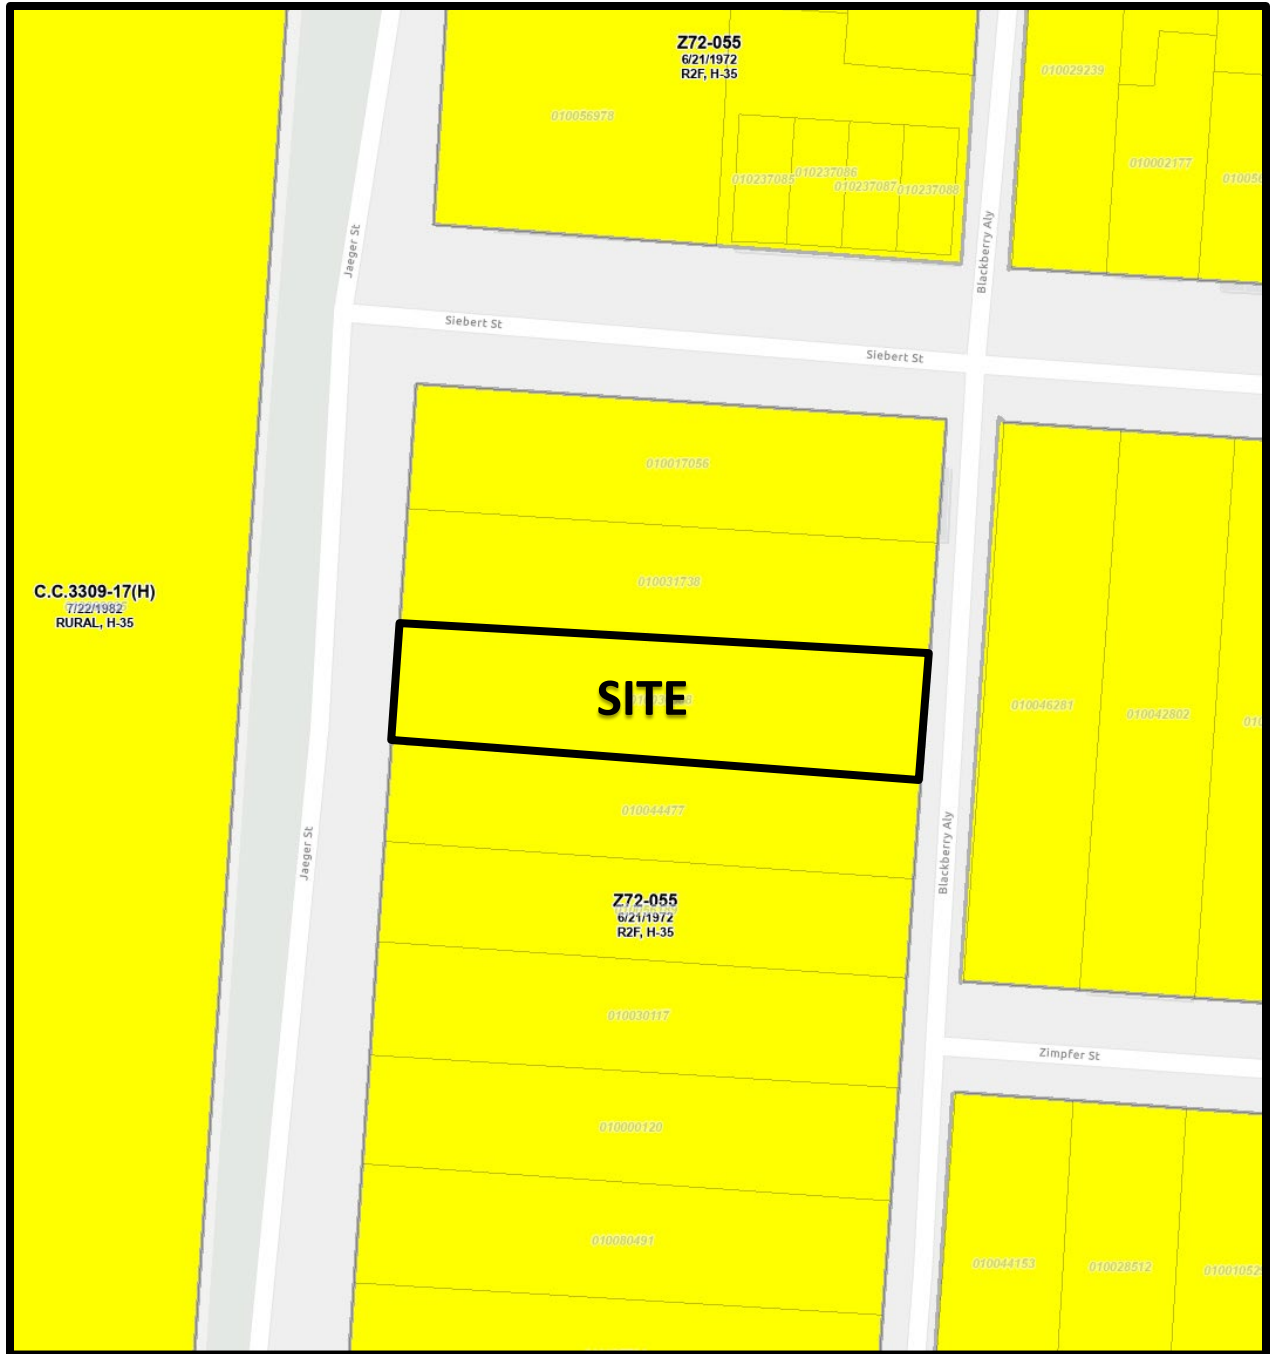 Z72-055
6/21/1972
R2F, H-35
010029239
010056978
010002177
010237085
010237086
010237087
010237088
Jaeger St
Blackberry Aly
Siebert St
Siebert St
010017056
010031738
C.C.3309-17(H)
7/22/1982
RURAL, H-35
SITE
010046281
010042802
010044477
Jaeger St
Blackberry Aly
Z72-055
6/21/1972
R2F, H-35
010030117
Zimpfer St
010000120
010080491
010044153
010028512